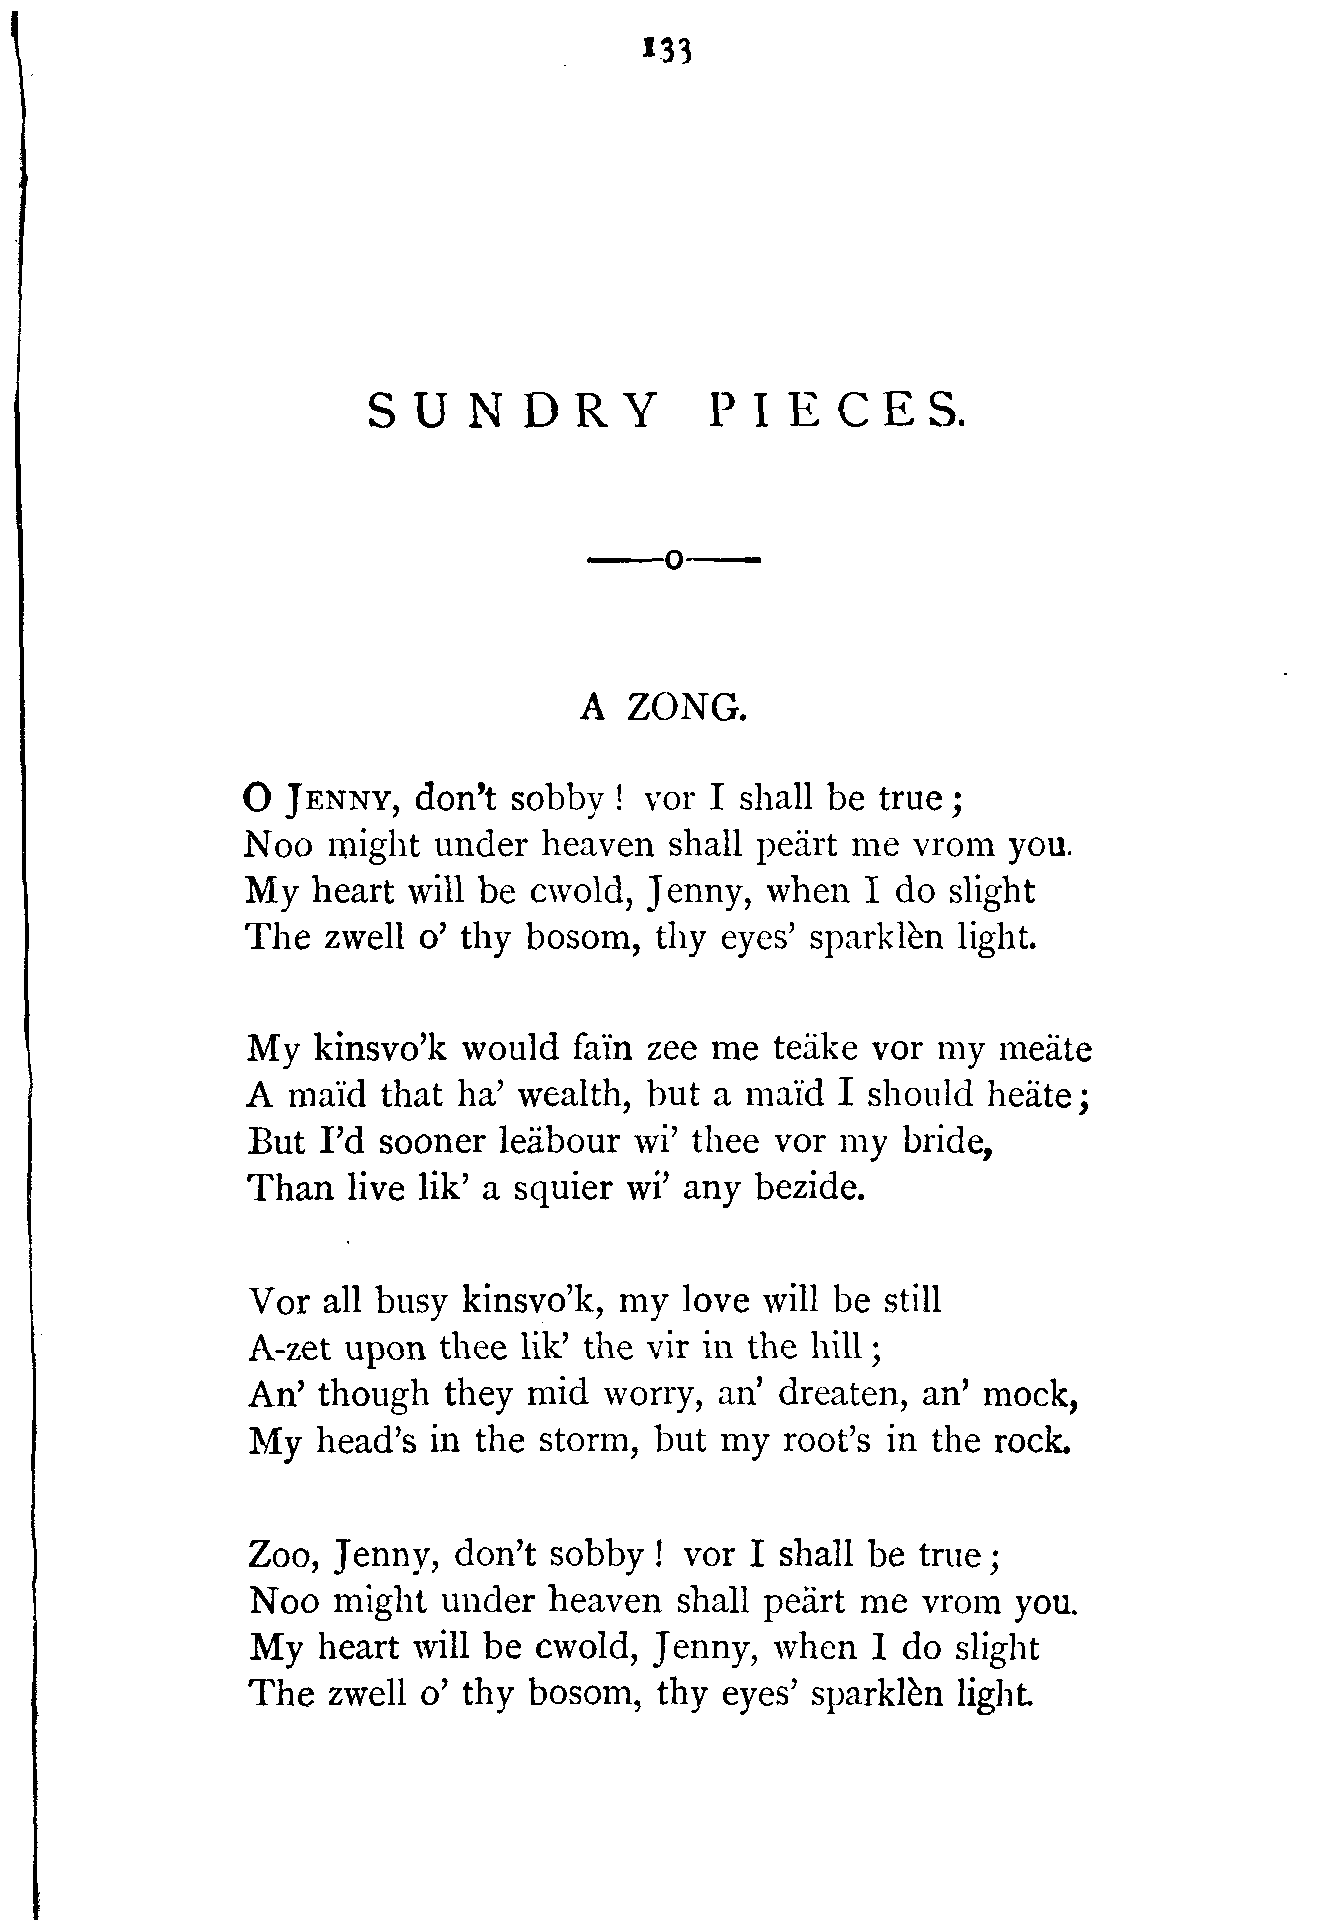 133
SUNDRY PIECES.
A ZONG.
O JENNY, don't sobby! vor I shall be true;
Noo might under heaven shall peärt me vrom you.
My heart will be cwold, Jenny, when I do slight
The zwell o' thy bosom, thy eyes' sparklèn light.
My kinsvo'k would faïn zee me teäke vor my meäte
A maïd that ha' wealth, but a maïd I should heäte;
But I'd sooner leäbour wi' thee vor my bride,
Than live lik' a squier wi' any bezide.
Vor all busy kinsvo'k, my love will be still
A-zet upon thee lik' the vir in the hill;
An' though they mid worry, an' dreaten, an' mock,
My head's in the storm, but my root's in the rock.
Zoo, Jenny, don't sobby! vor I shall be true;
Noo might under heaven shall peärt me vrom you.
My heart will be cwold, Jenny, when I do slight
The zwell o' thy bosom, thy eyes' sparklèn light.